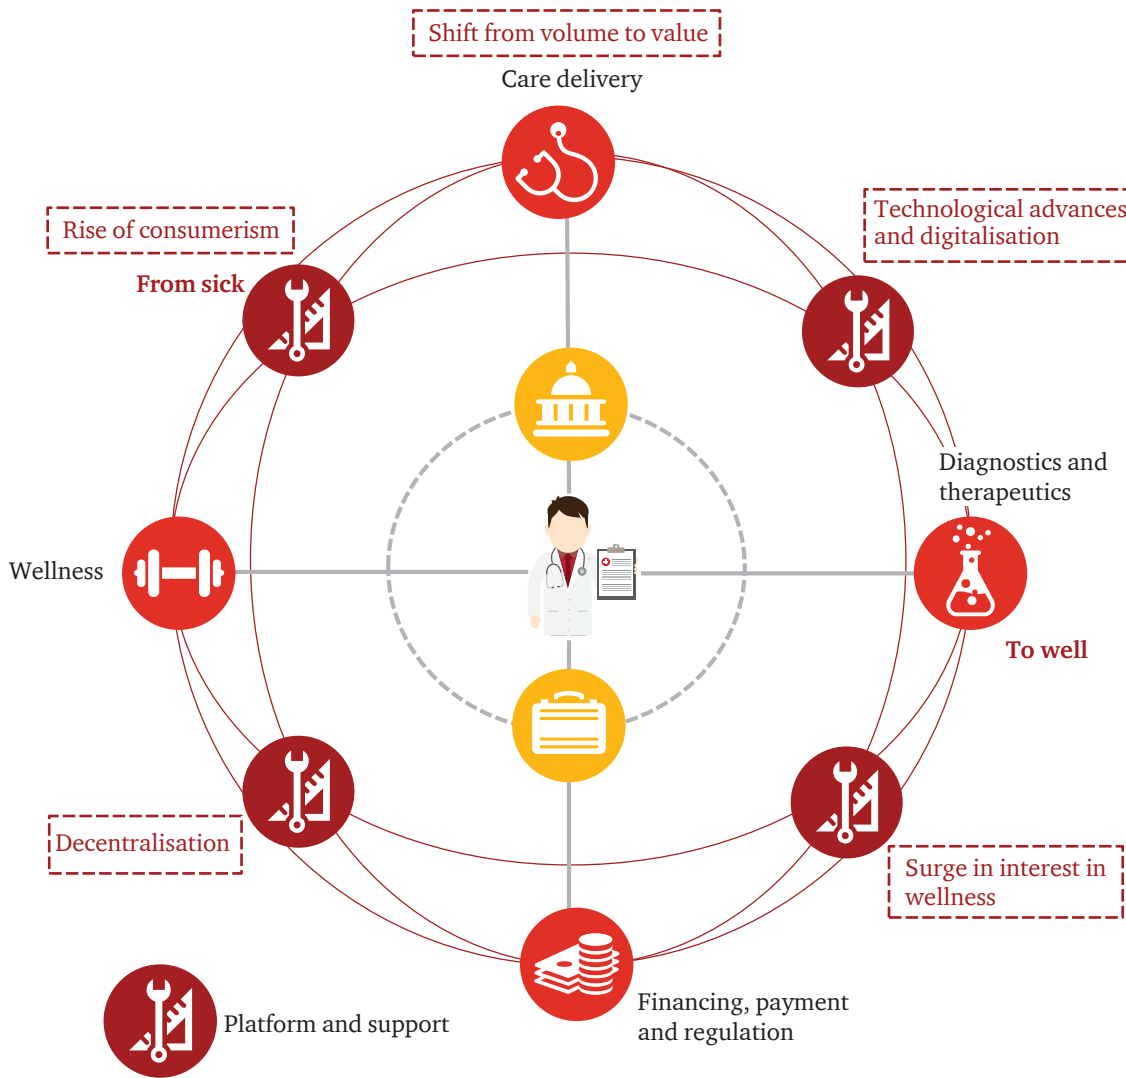 Shift from volume to value
Care delivery
Rise of consumerism
Technological advances
and digitalisation
From sick
Diagnostics and
therapeutics
Wellness
To well
Decentralisation
Surge in interest in
wellness
Financing, payment
and regulation
Platform and support